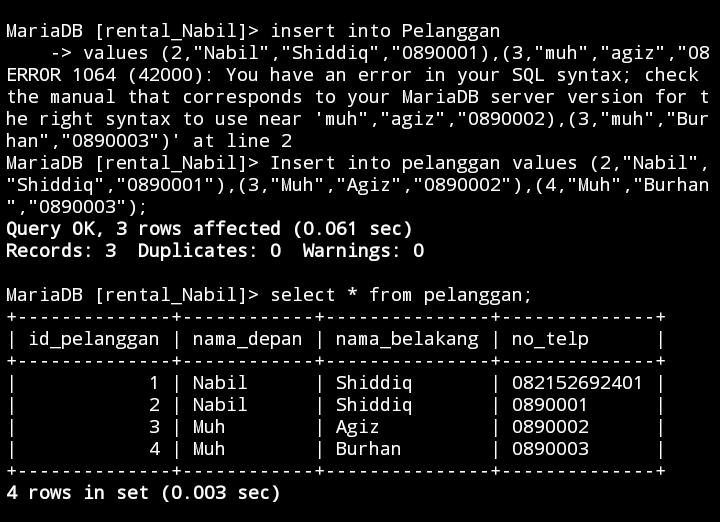 MariaDB [rental_Nabil]> insert into Pelanggan
    -> values (2,"Nabil","Shiddiq","0890001),(3,"muh","agiz","08
ERROR 1064 (42000): You have an error in your SQL syntax; check
the manual that corresponds to your MariaDB server version for t
he right syntax to use near 'muh","agiz","0890002),(3,"muh","Bur
han","0890003")' at line 2
MariaDB [rental_Nabil]> Insert into pelanggan values (2,"Nabil",
"Shiddiq","0890001"),(3,"Muh","Agiz","0890002"),(4,"Muh","Burhan
","0890003");
Query OK, 3 rows affected (0.061 sec)
Records: 3  Duplicates: 0  Warnings: 0

MariaDB [rental_Nabil]> select * from pelanggan;
+--------------+------------+---------------+--------------+
| id_pelanggan | nama_depan | nama_belakang | no_telp      |
+--------------+------------+---------------+--------------+
|            1 | Nabil      | Shiddiq       | 082152692401 |
|            2 | Nabil      | Shiddiq       | 0890001      |
|            3 | Muh        | Agiz          | 0890002      |
|            4 | Muh        | Burhan        | 0890003      |
+--------------+------------+---------------+--------------+
4 rows in set (0.003 sec)